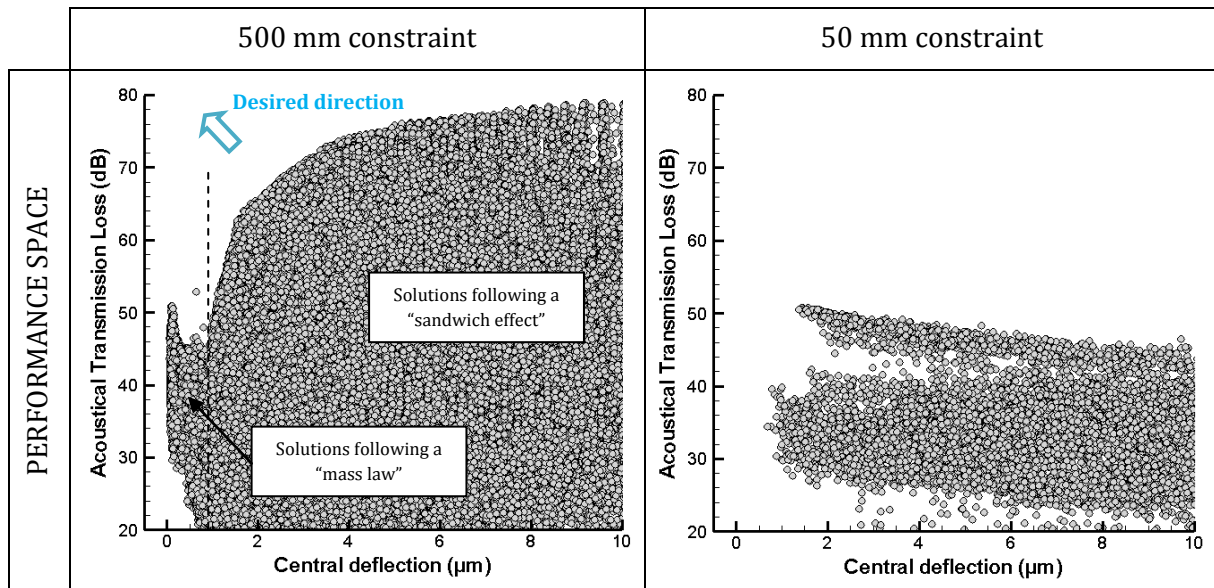 500 mm constraint
50 mm constraint
PERFORMANCE SPACE
Desired direction
Acoustical Transmission Loss (dB)
80
70
60
50
40
30
20
Solutions following a
“sandwich effect”
Solutions following a
“mass law”
0
2
4
6
8
10
Central deflection (µm)
Acoustical Transmission Loss (dB)
80
70
60
50
40
30
20
0
2
4
6
8
10
Central deflection (µm)